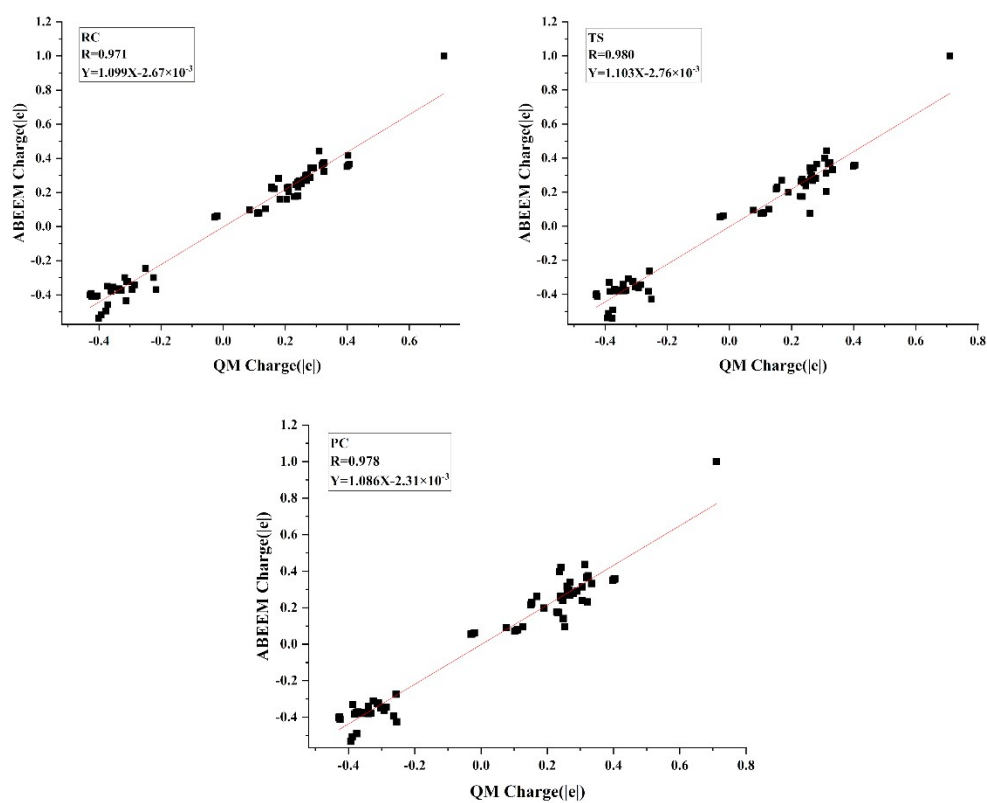 1.2
1.0
0.8
0.6
0.4
0.2
0.0
-0.2
-0.4
ABEEM Charge(|e|)
RC
R=0.971
Y=1.099X-2.67×10⁻³
-0.4 -0.2 0.0 0.2 0.4 0.6
QM Charge(|e|)
1.2
1.0
0.8
0.6
0.4
0.2
0.0
-0.2
-0.4
ABEEM Charge(|e|)
TS
R=0.980
Y=1.103X-2.76×10⁻³
-0.4 -0.2 0.0 0.2 0.4 0.6 0.8
QM Charge(|e|)
1.2
1.0
0.8
0.6
0.4
0.2
0.0
-0.2
-0.4
ABEEM Charge(|e|)
PC
R=0.978
Y=1.086X-2.31×10⁻³
-0.4 -0.2 0.0 0.2 0.4 0.6 0.8
QM Charge(|e|)